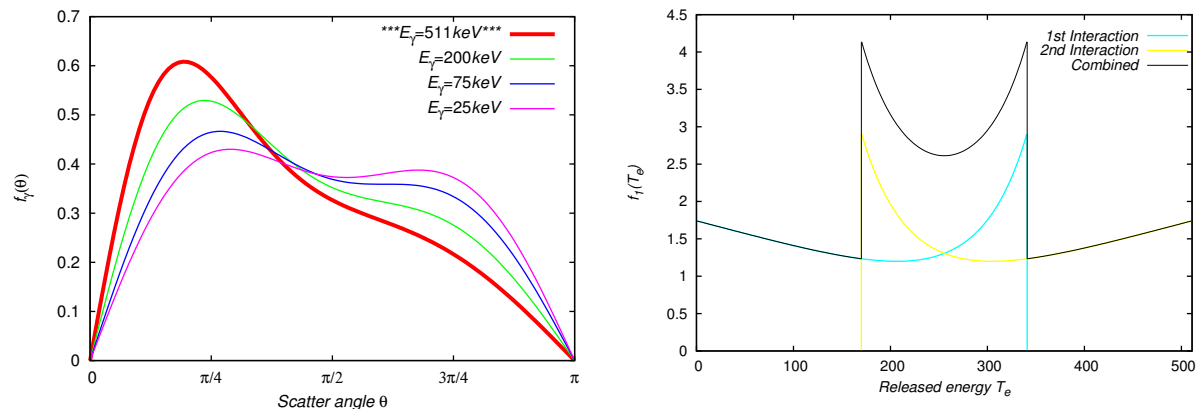 0.7
0.6
0.5
0.4
0.3
0.2
0.1
0
fγ(θ)
***Eγ=511keV***
Eγ=200keV
Eγ=75keV
Eγ=25keV
0 π/4 π/2 3π/4 π
Scatter angle θ
4.5
4
3.5
3
2.5
2
1.5
1
0.5
0
f1(Te)
1st Interaction
2nd Interaction
Combined
0 100 200 300 400 500
Released energy Te